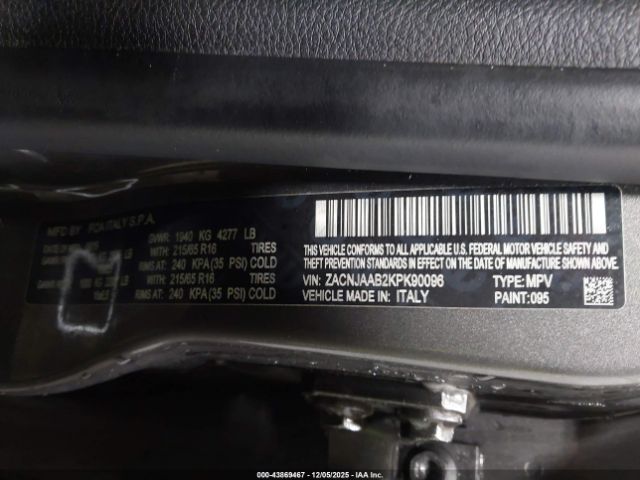 MFD BY FCA ITALY S.P.A.
GVWR: 1940 KG 4277 LB
WITH: 215/65 R16 TIRES
RIMS AT: 240 KPA(35 PSI) COLD
WITH: 215/65 R16 TIRES
RIMS AT: 240 KPA(35 PSI) COLD
THIS VEHICLE CONFORMS TO ALL APPLICABLE U.S. FEDERAL MOTOR VEHICLE SAFETY AND
THEFT PREVENTION STANDARDS IN EFFECT ON THE DATE OF MANUFACTURE SHOWN ABOVE
VIN: ZACNJAAB2KPK90096 TYPE: MPV
VEHICLE MADE IN: ITALY PAINT: 095
000-43869467 | 12/05/2025 | IAA Inc.